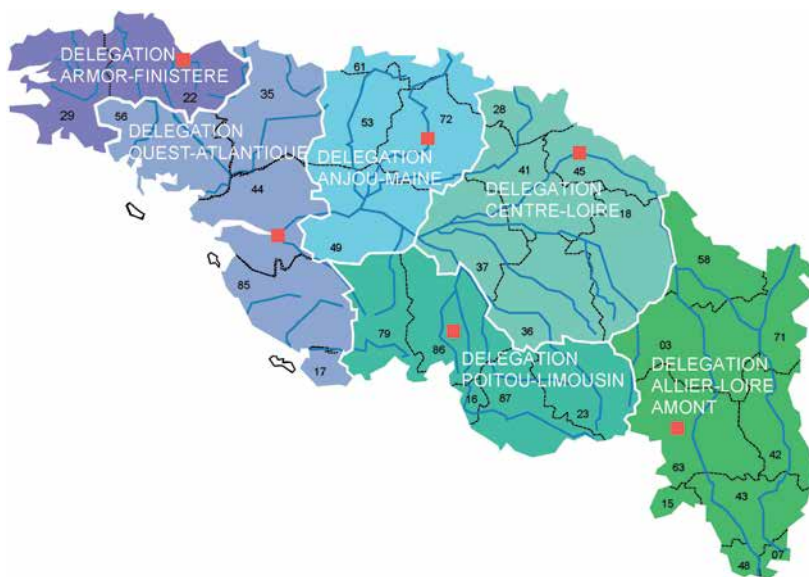 DELEGATION
ARMOR-FINISTERE
29
22
56
35
DELEGATION
OUEST-ATLANTIQUE
44
85
17
61
53
72
DELEGATION
ANJOU-MAINE
49
28
41
45
DELEGATION
CENTRE-LOIRE
18
37
36
79
86
DELEGATION
POITOU-LIMOUSIN
16
87
23
58
03
71
DELEGATION
ALLIER-LOIRE
AMONT
63
42
15
43
48
07